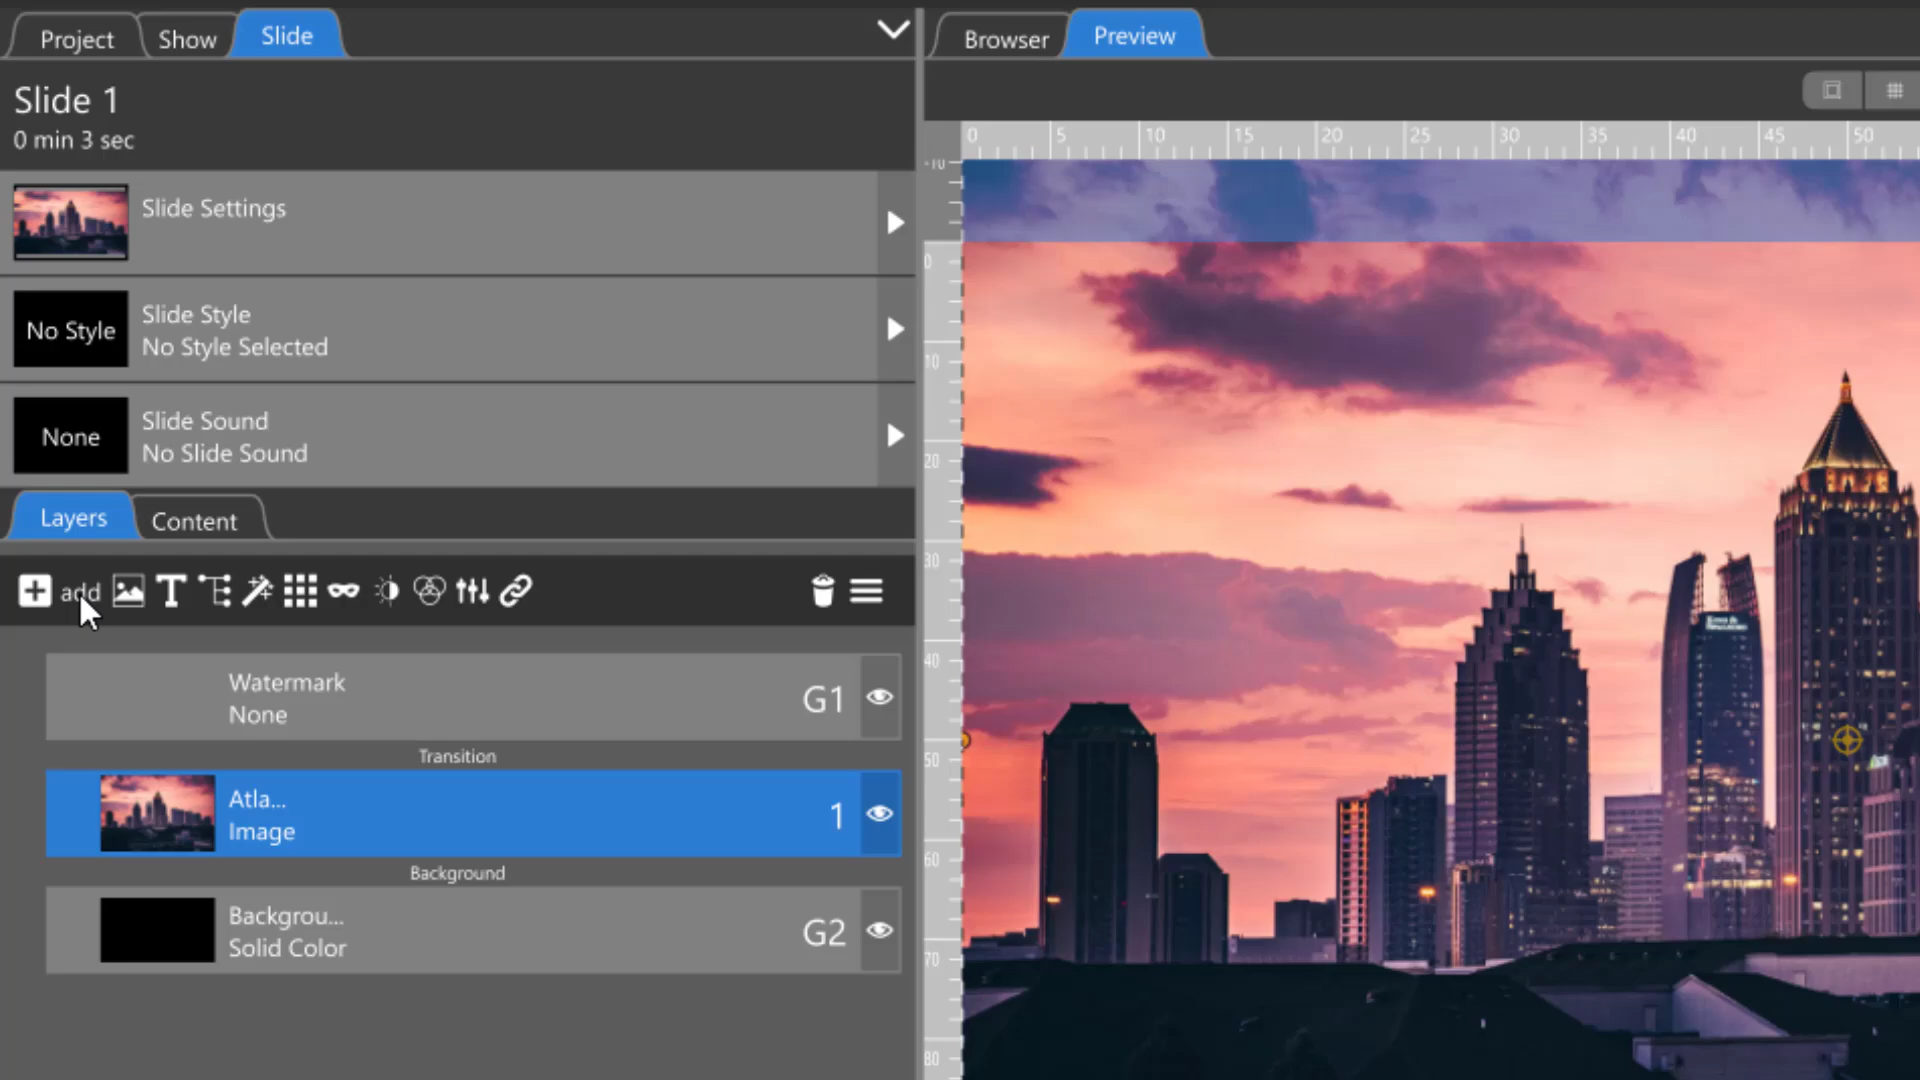 Project Show Slide
Browser Preview
Slide 1
0 min 3 sec
0 5 10 15 20 25 30 35 40 45 50
-10
Slide Settings
0
No Style
Slide Style
No Style Selected
10
None
Slide Sound
No Slide Sound
20
Layers Content
30
add
Watermark
None
G1
40
Transition
50
Atla...
Image
1
Background
60
Backgrou...
Solid Color
G2
70
80